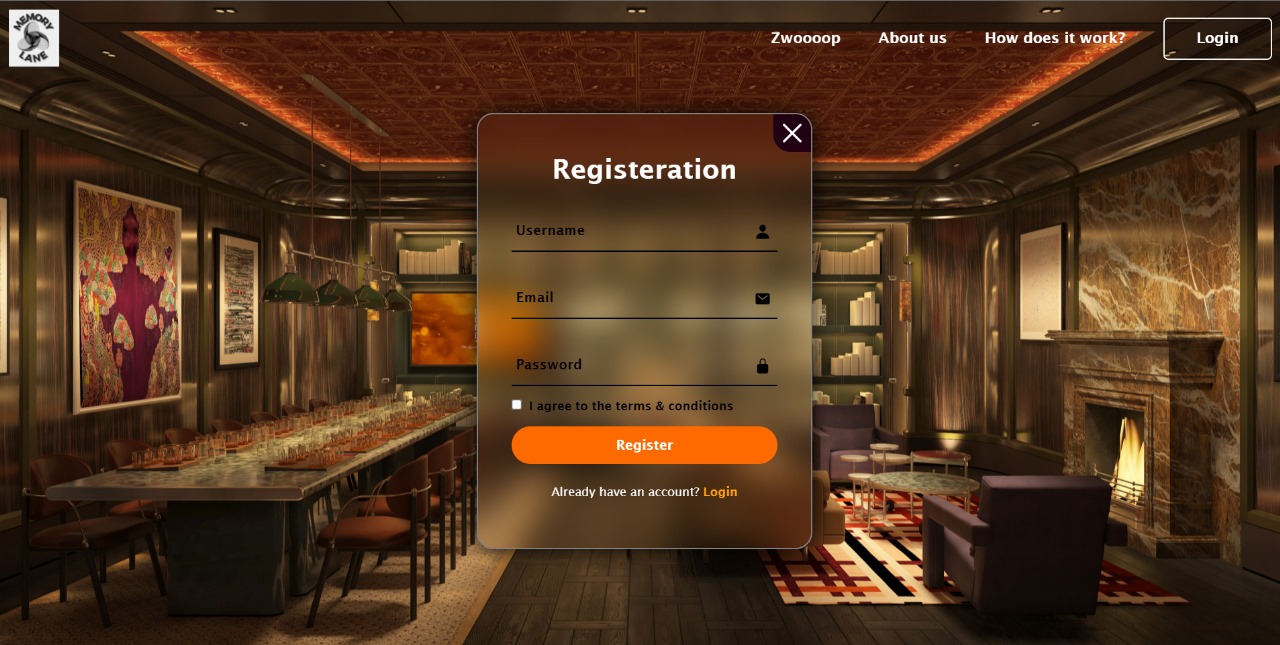 MEMORY
LANE
Zwoooop
About us
How does it work?
Login
Registeration
Username
Email
Password
I agree to the terms & conditions
Register
Already have an account? Login